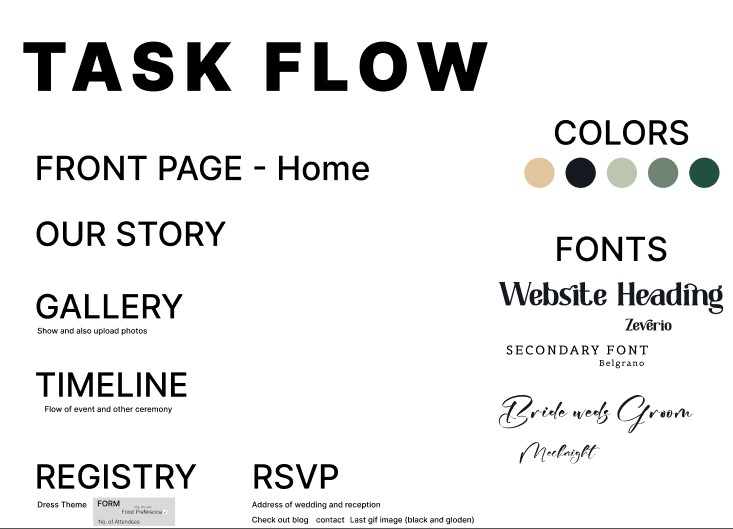 TASK FLOW
FRONT PAGE - Home
OUR STORY
GALLERY
Show and also upload photos
TIMELINE
Flow of event and other ceremony
REGISTRY
Dress Theme
FORM
Food Preference
No. of Attendees
RSVP
Address of wedding and reception
Check out blog contact Last gif image (black and gloden)
COLORS
FONTS
Website Heading
Zeverio
SECONDARY FONT
Belgrano
Bride weds Groom
Mecknight